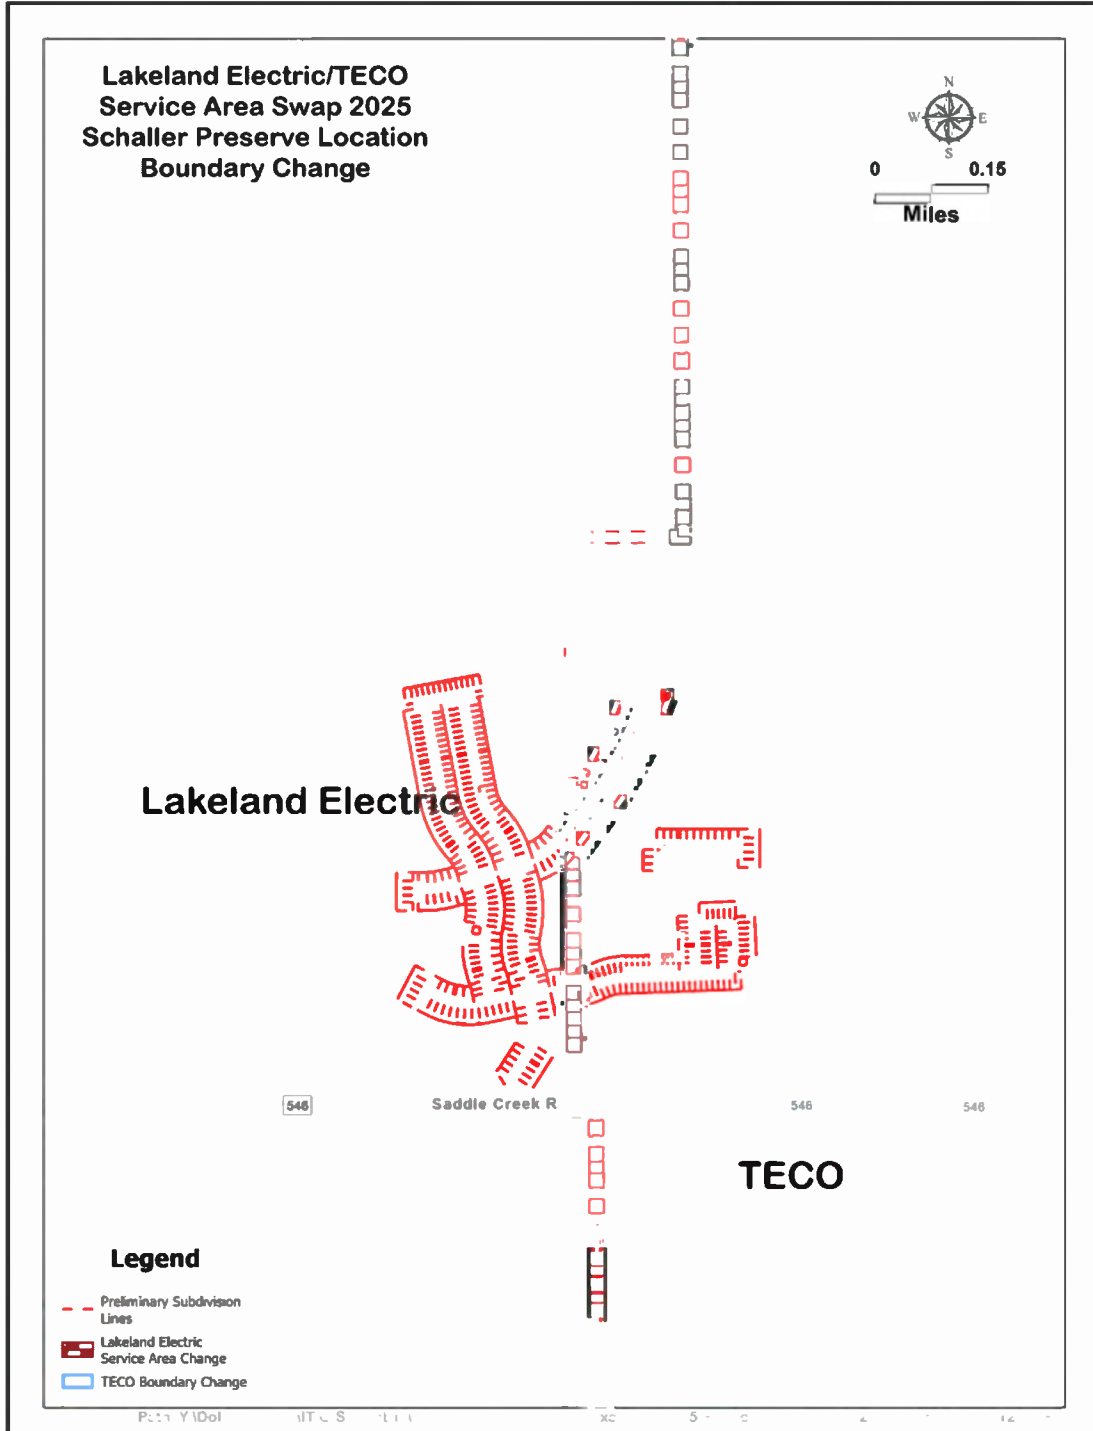 Lakeland Electric/TECO
Service Area Swap 2025
Schaller Preserve Location
Boundary Change
N
W E
S
0 0.15
Miles
Lakeland Electric
546 Saddle Creek R 546 546
TECO
Legend
Preliminary Subdivision
Lines
Lakeland Electric
Service Area Change
TECO Boundary Change